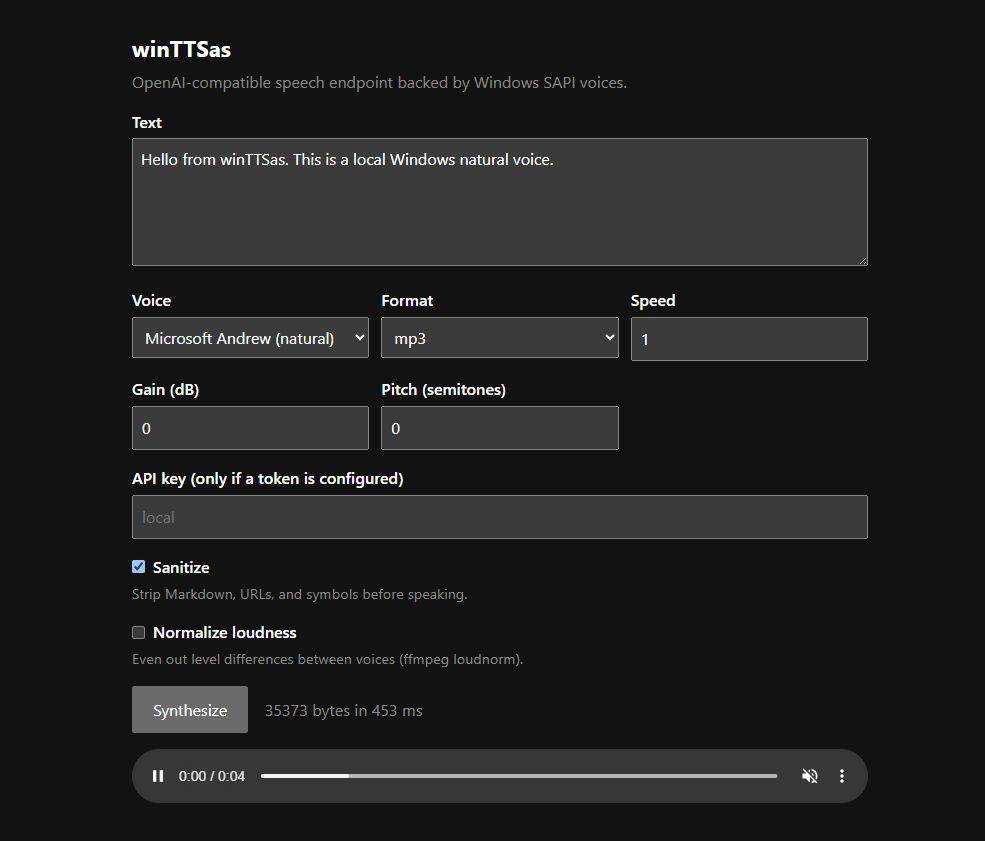 winTTSas
OpenAI-compatible speech endpoint backed by Windows SAPI voices.
Text
Hello from winTTSas. This is a local Windows natural voice.
Voice
Format
Speed
Microsoft Andrew (natural)
mp3
1
Gain (dB)
Pitch (semitones)
0
0
API key (only if a token is configured)
local
Sanitize
Strip Markdown, URLs, and symbols before speaking.
Normalize loudness
Even out level differences between voices (ffmpeg loudnorm).
Synthesize
35373 bytes in 453 ms
0:00 / 0:04